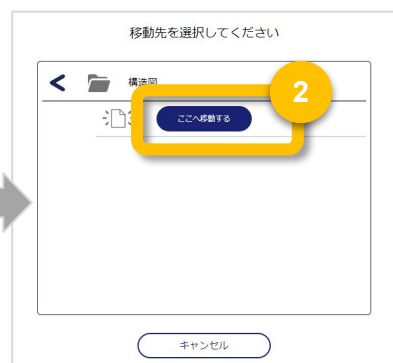 移動先を選択してください
構造図
2
ここへ移動する
キャンセル